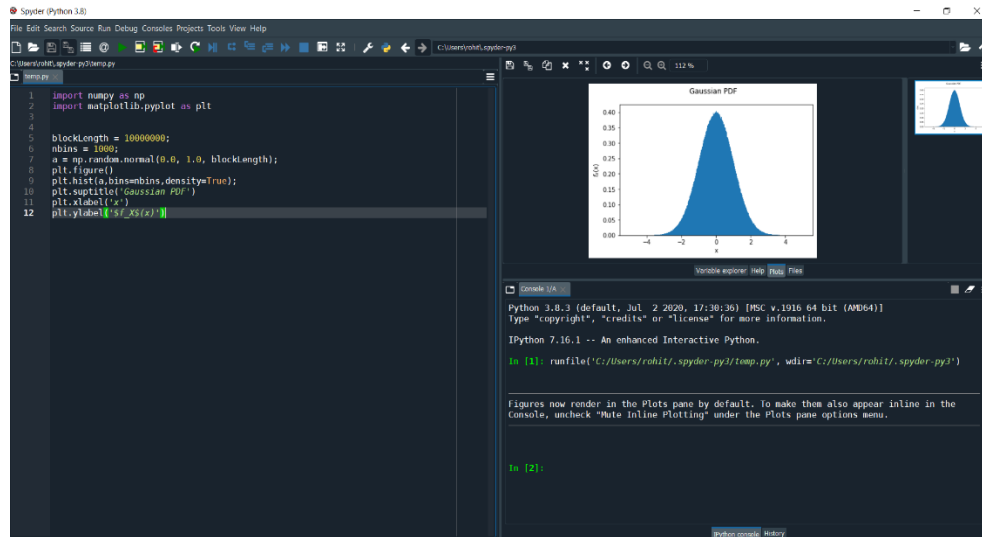 Spyder (Python 3.8)
File Edit Search Source Run Debug Consoles Projects Tools View Help
C:\Users\rohit\.spyder-py3
C:\Users\rohit\.spyder-py3\temp.py
temp.py
1 import numpy as np
2 import matplotlib.pyplot as plt
3
4
5 blockLength = 10000000;
6 nbins = 1000;
7 a = np.random.normal(0.0, 1.0, blockLength);
8 plt.figure()
9 plt.hist(a,bins=nbins,density=True);
10 plt.suptitle('Gaussian PDF')
11 plt.xlabel('x')
12 plt.ylabel('$f_X$(x)')
112 %
Gaussian PDF
0.40
0.35
0.30
0.25
0.20
0.15
0.10
0.05
0.00
-4 -2 0 2 4
x
Variable explorer Help Plots Files
Console 1/A
Python 3.8.3 (default, Jul 2 2020, 17:30:36) [MSC v.1916 64 bit (AMD64)]
Type "copyright", "credits" or "license" for more information.
IPython 7.16.1 -- An enhanced Interactive Python.
In [1]: runfile('C:/Users/rohit/.spyder-py3/temp.py', wdir='C:/Users/rohit/.spyder-py3')
Figures now render in the Plots pane by default. To make them also appear inline in the
Console, uncheck "Mute Inline Plotting" under the Plots pane options menu.
In [2]:
IPython console History